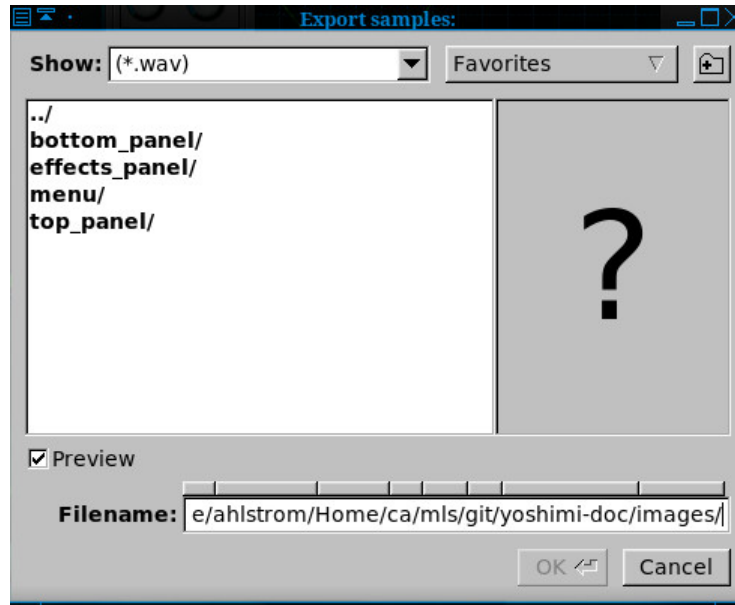 Export samples:
Show: (*.wav) Favorites
../
bottom_panel/
effects_panel/
menu/
top_panel/
?
Preview
Filename: e/ahlstrom/Home/ca/mls/git/yoshimi-doc/images/
OK Cancel